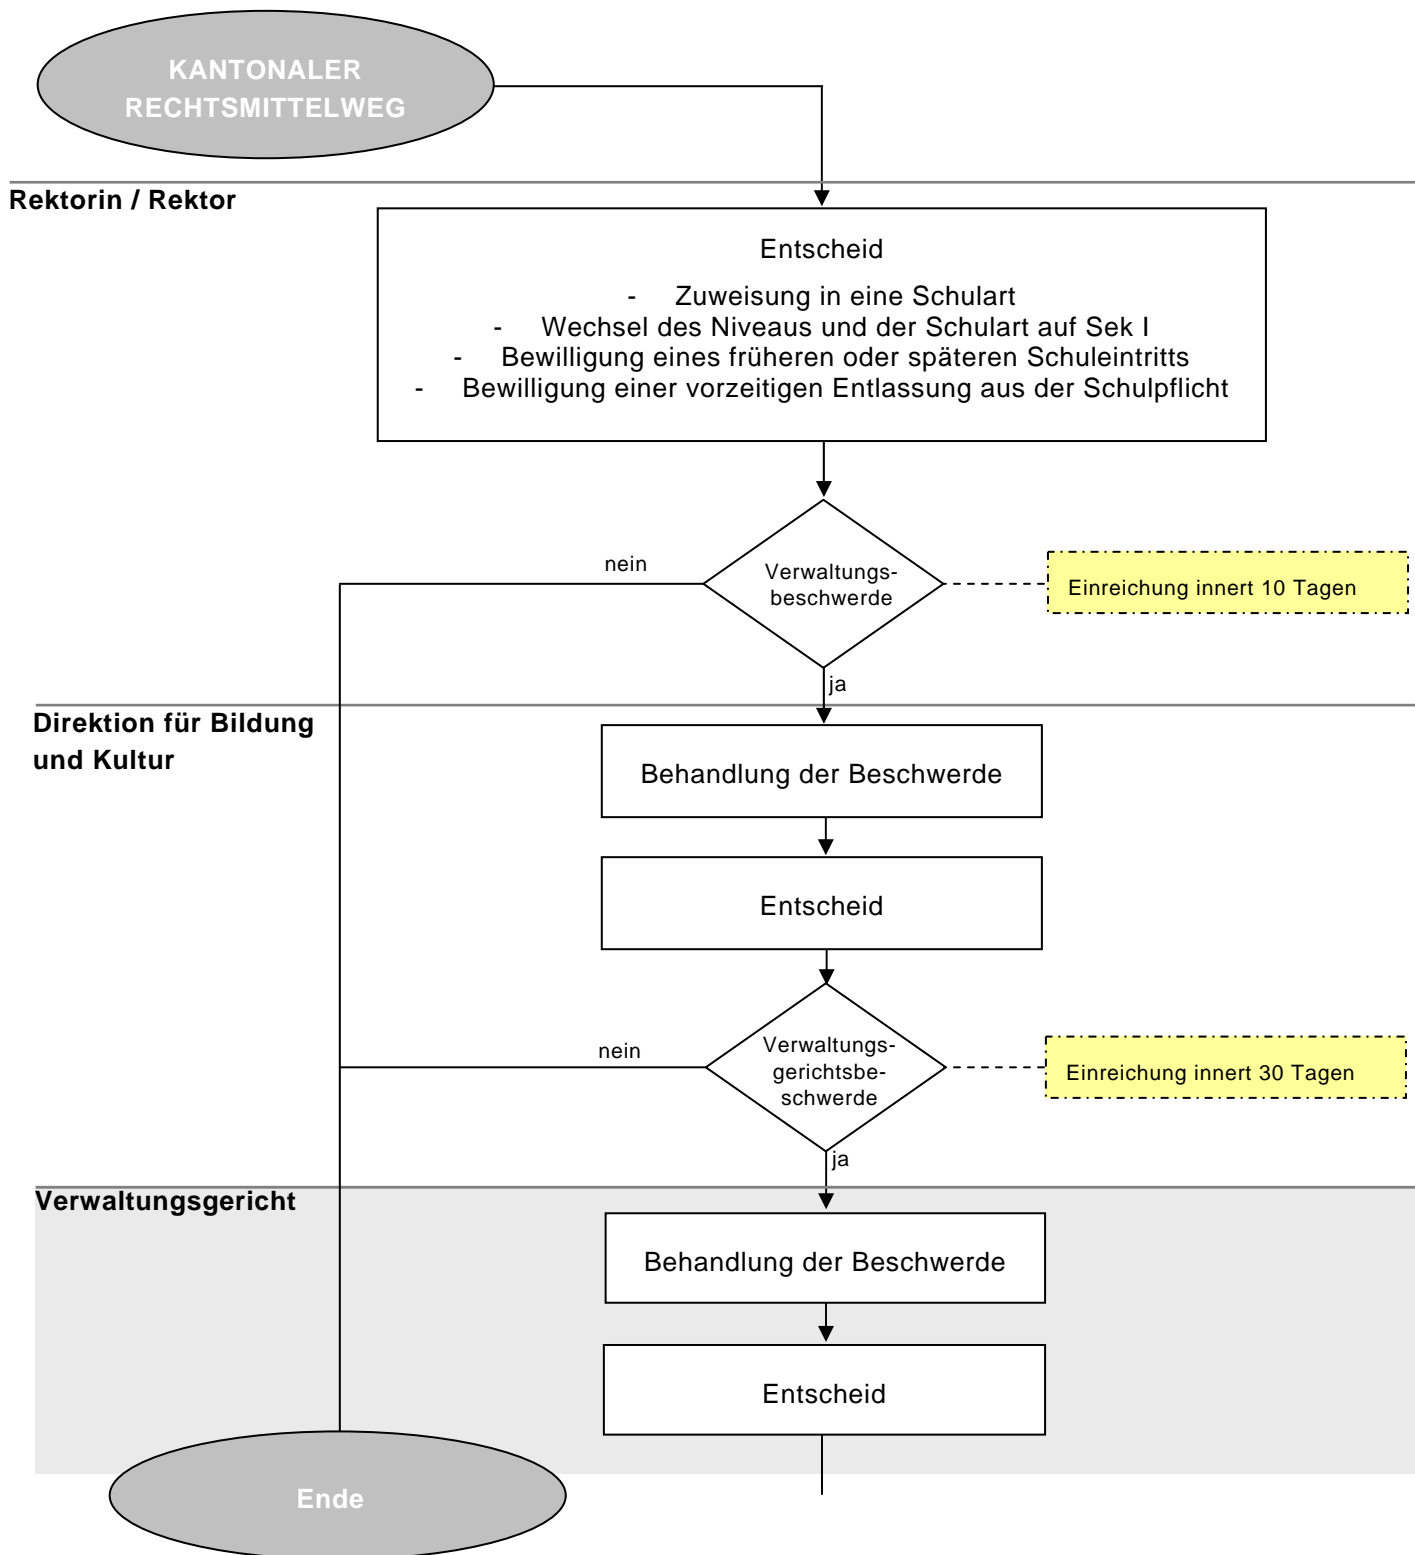 KANTONALER
RECHTSMITTELWEG
Rektorin / Rektor
Entscheid
- Zuweisung in eine Schulart
- Wechsel des Niveaus und der Schulart auf Sek I
- Bewilligung eines früheren oder späteren Schuleintritts
- Bewilligung einer vorzeitigen Entlassung aus der Schulpflicht
nein
Verwaltungs-
beschwerde
Einreichung innert 10 Tagen
ja
Direktion für Bildung
und Kultur
Behandlung der Beschwerde
Entscheid
nein
Verwaltungs-
gerichtsbe-
schwerde
Einreichung innert 30 Tagen
ja
Verwaltungsgericht
Behandlung der Beschwerde
Entscheid
Ende